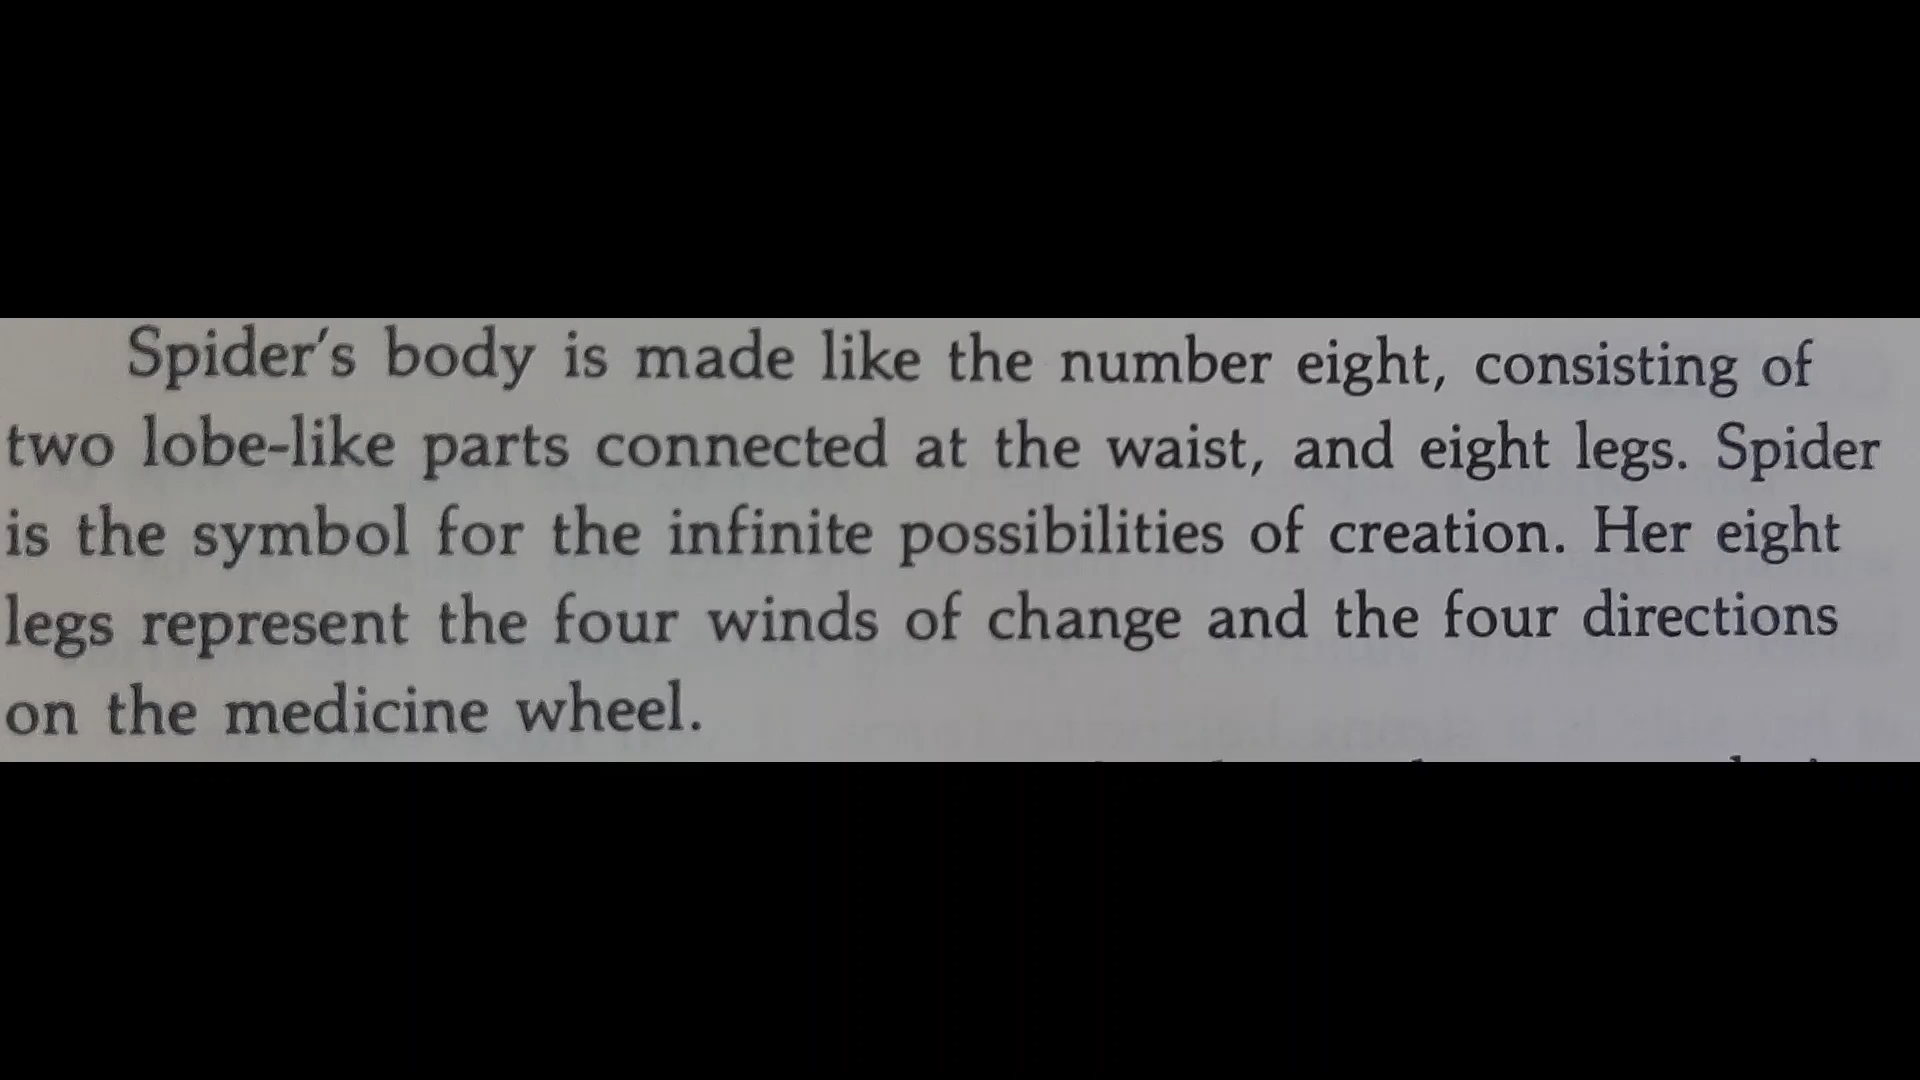 Spider's body is made like the number eight, consisting of
two lobe-like parts connected at the waist, and eight legs. Spider
is the symbol for the infinite possibilities of creation. Her eight
legs represent the four winds of change and the four directions
on the medicine wheel.